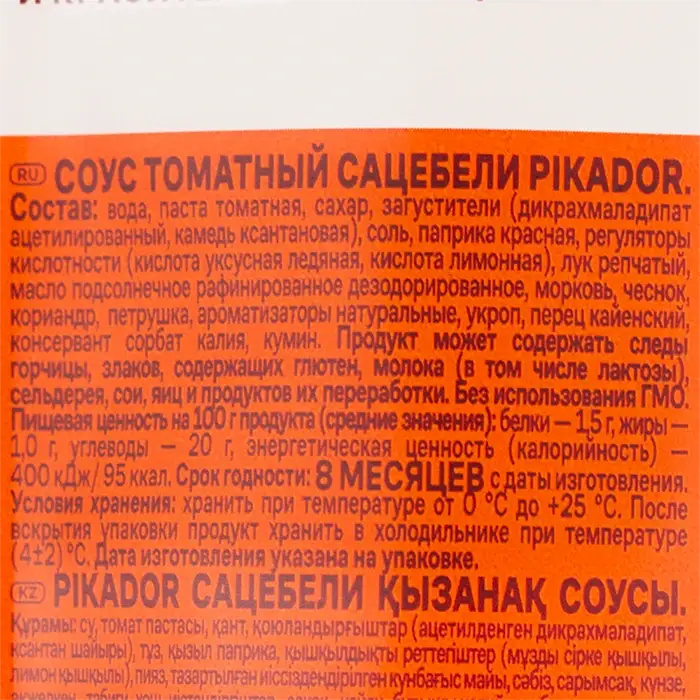 RU СОУС ТОМАТНЫЙ САЦЕБЕЛИ PIKADOR.
Состав: вода, паста томатная, сахар, загустители (дикрахмаладипат
ацетилированный, камедь ксантановая), соль, паприка красная, регуляторы
кислотности (кислота уксусная ледяная, кислота лимонная), лук репчатый,
масло подсолнечное рафинированное дезодорированное, морковь, чеснок,
кориандр, петрушка, ароматизаторы натуральные, укроп, перец кайенский,
консервант сорбат калия, кумин. Продукт может содержать следы
горчицы, злаков, содержащих глютен, молока (в том числе лактозы),
сельдерея, сои, яиц и продуктов их переработки. Без использования ГМО.
Пищевая ценность на 100 г продукта (средние значения): белки — 1,5 г, жиры —
1,0 г, углеводы — 20 г, энергетическая ценность (калорийность) —
400 кДж/ 95 ккал. Срок годности: 8 МЕСЯЦЕВ с даты изготовления.
Условия хранения: хранить при температуре от 0 °C до +25 °C. После
вскрытия упаковки продукт хранить в холодильнике при температуре
(4±2) °C. Дата изготовления указана на упаковке.
KZ PIKADOR САЦЕБЕЛИ ҚЫЗАНАҚ СОУСЫ.
Құрамы: су, томат пастасы, қант, қоюландырғыштар (ацетилденген дикрахмаладипат,
ксантан шайыры), тұз, қызыл паприка, қышқылдықты реттегіштер (мұзды сірке қышқылы,
лимон қышқылы), пияз, тазартылған иіссіздендірілген күнбағыс майы, сәбіз, сарымсақ, күнзе,